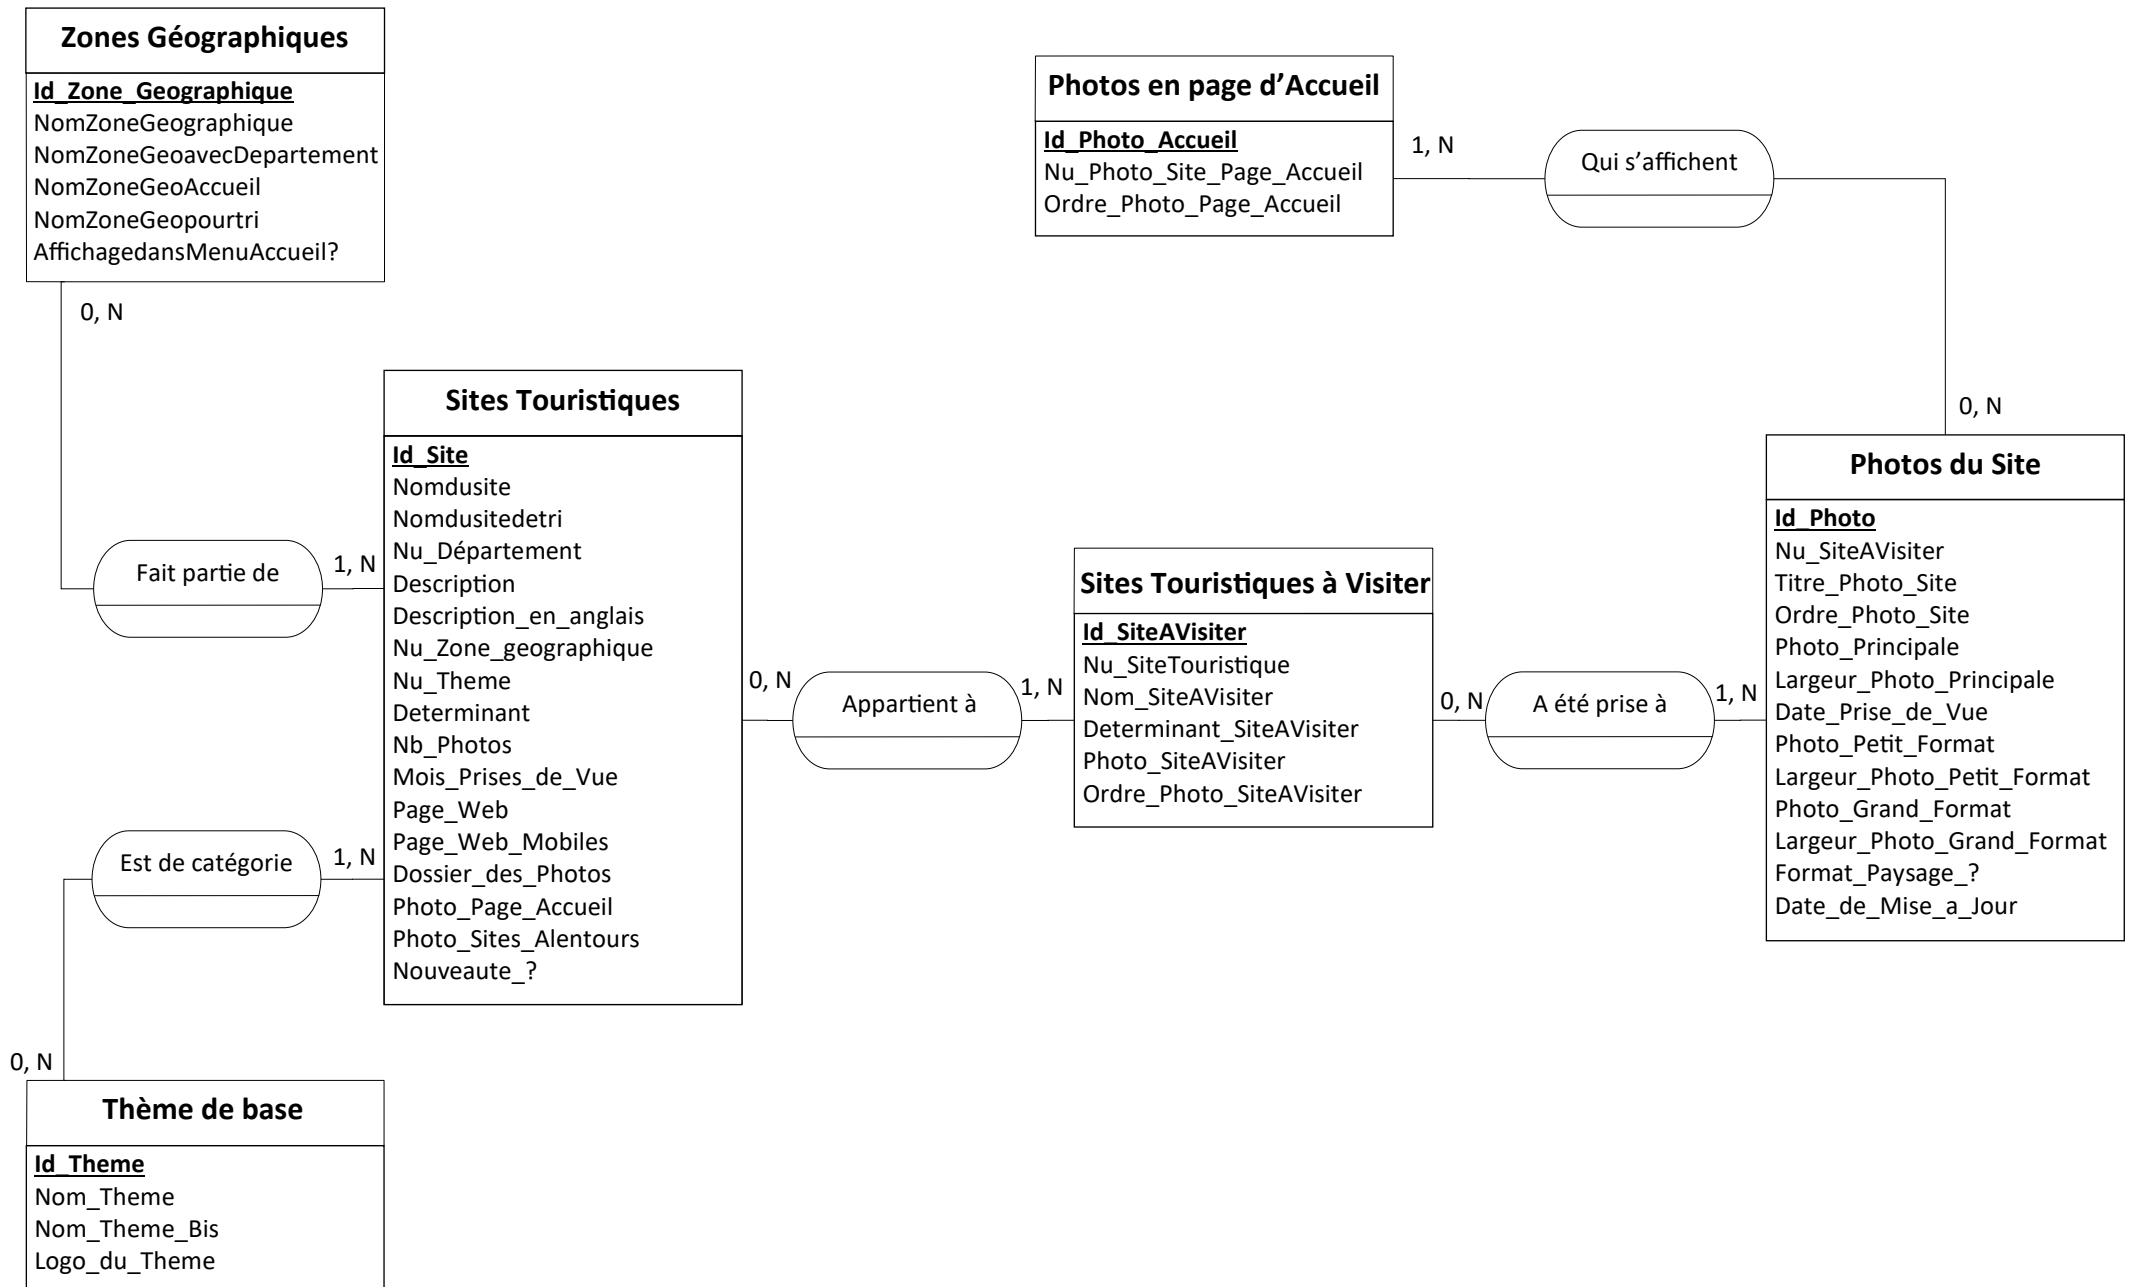 Zones Géographiques
Id_Zone_Geographique
NomZoneGeographique
NomZoneGeoavecDepartement
NomZoneGeoAccueil
NomZoneGeopourtri
AffichagedansMenuAccueil?
0, N
Photos en page d’Accueil
Id_Photo_Accueil
Nu_Photo_Site_Page_Accueil
Ordre_Photo_Page_Accueil
1, N
Qui s’affichent
0, N
Fait partie de
1, N
Sites Touristiques
Id_Site
Nomdusite
Nomdusitedetri
Nu_Département
Description
Description_en_anglais
Nu_Zone_geographique
Nu_Theme
Determinant
Nb_Photos
Mois_Prises_de_Vue
Page_Web
Page_Web_Mobiles
Dossier_des_Photos
Photo_Page_Accueil
Photo_Sites_Alentours
Nouveaute_?
0, N
Appartient à
1, N
Sites Touristiques à Visiter
Id_SiteAVisiter
Nu_SiteTouristique
Nom_SiteAVisiter
Determinant_SiteAVisiter
Photo_SiteAVisiter
Ordre_Photo_SiteAVisiter
0, N
A été prise à
1, N
Photos du Site
Id_Photo
Nu_SiteAVisiter
Titre_Photo_Site
Ordre_Photo_Site
Photo_Principale
Largeur_Photo_Principale
Date_Prise_de_Vue
Photo_Petit_Format
Largeur_Photo_Petit_Format
Photo_Grand_Format
Largeur_Photo_Grand_Format
Format_Paysage_?
Date_de_Mise_a_Jour
Est de catégorie
1, N
0, N
Thème de base
Id_Theme
Nom_Theme
Nom_Theme_Bis
Logo_du_Theme